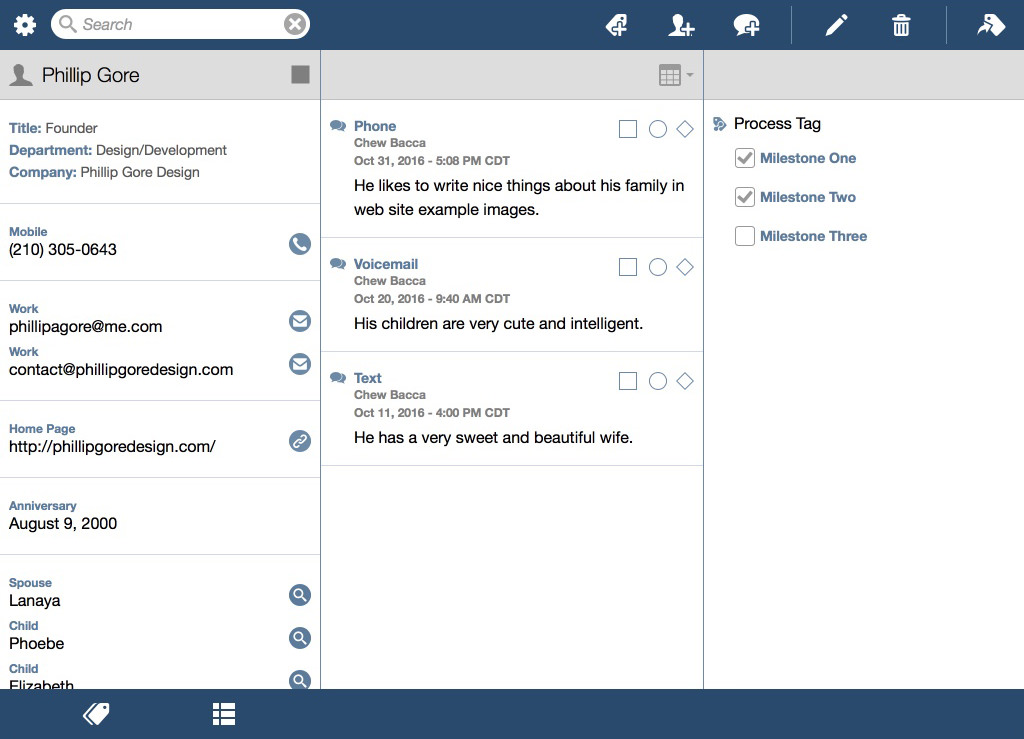 Search
Phillip Gore
Title: Founder
Department: Design/Development
Company: Phillip Gore Design
Mobile
(210) 305-0643
Work
phillipagore@me.com
Work
contact@phillipgoredesign.com
Home Page
http://phillipgoredesign.com/
Anniversary
August 9, 2000
Spouse
Lanaya
Child
Phoebe
Child
Elizabeth
Phone
Chew Bacca
Oct 31, 2016 - 5:08 PM CDT
He likes to write nice things about his family in
web site example images.
Voicemail
Chew Bacca
Oct 20, 2016 - 9:40 AM CDT
His children are very cute and intelligent.
Text
Chew Bacca
Oct 11, 2016 - 4:00 PM CDT
He has a very sweet and beautiful wife.
Process Tag
Milestone One
Milestone Two
Milestone Three